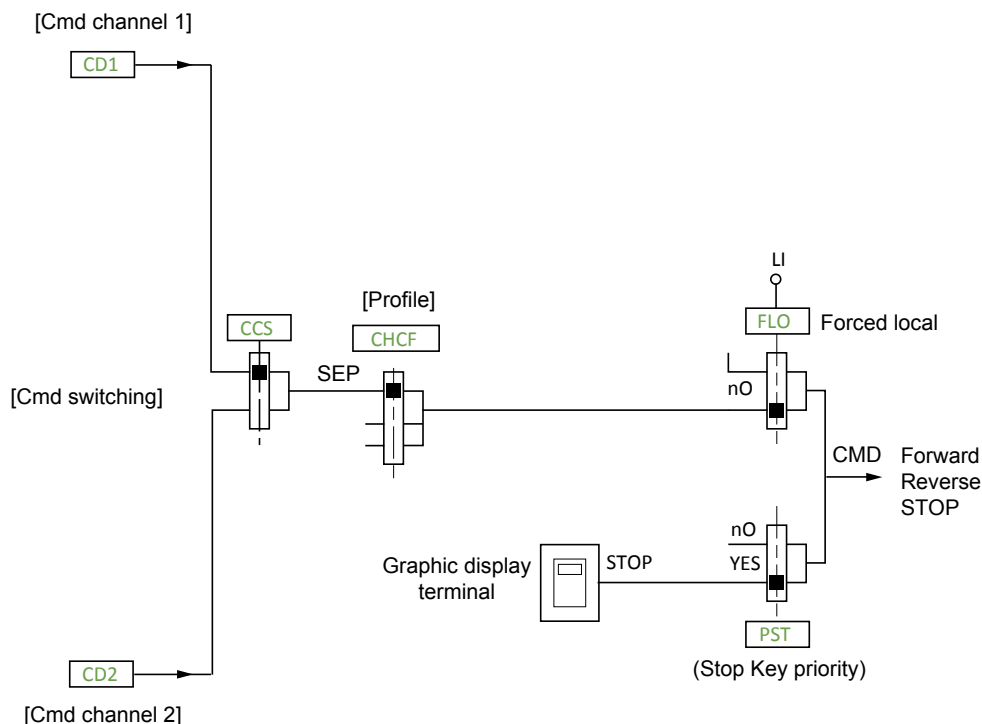 [Cmd channel 1]
CD1
LI
[Profile]
CCS
FLO
Forced local
CHCF
SEP
nO
[Cmd switching]
CMD
Forward
Reverse
STOP
nO
Graphic display
terminal
STOP
YES
PST
(Stop Key priority)
CD2
[Cmd channel 2]